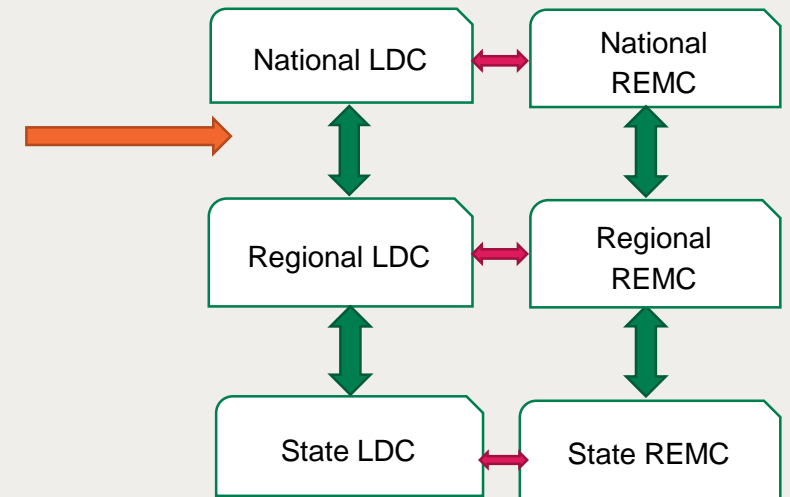 National LDC
National
REMC
Regional LDC
Regional
REMC
State LDC
State REMC